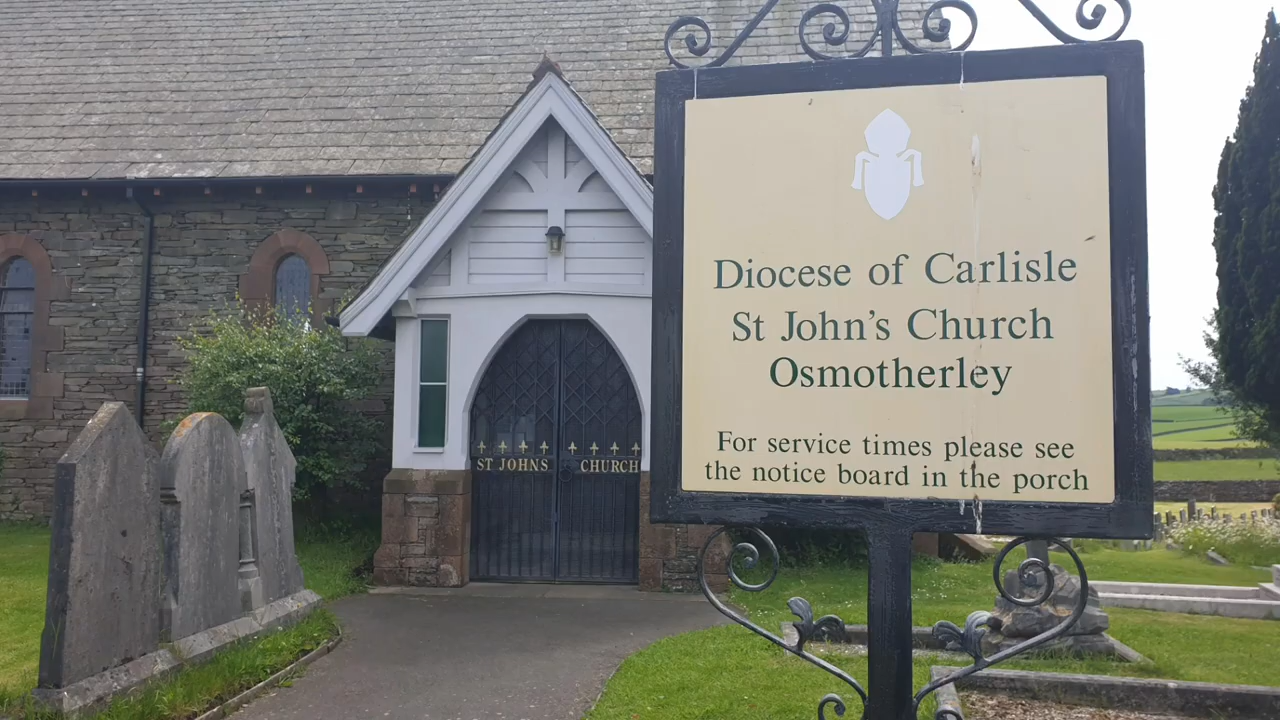 Diocese of Carlisle
St John's Church
Osmotherley
For service times please see
the notice board in the porch
ST JOHNS CHURCH